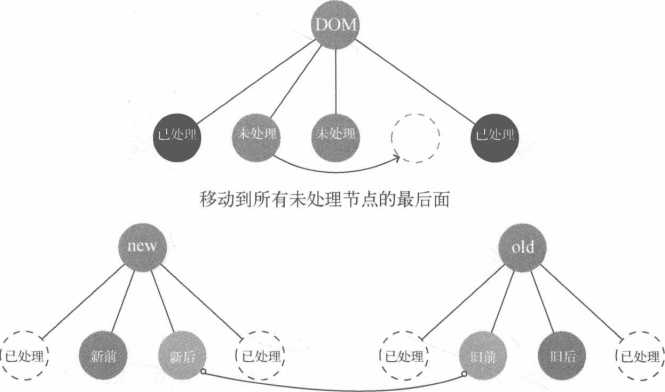 DOM
已处理 未处理 未处理 已处理
移动到所有未处理节点的最后面
new old
已处理 新前 新后 已处理 已处理 旧前 旧后 已处理